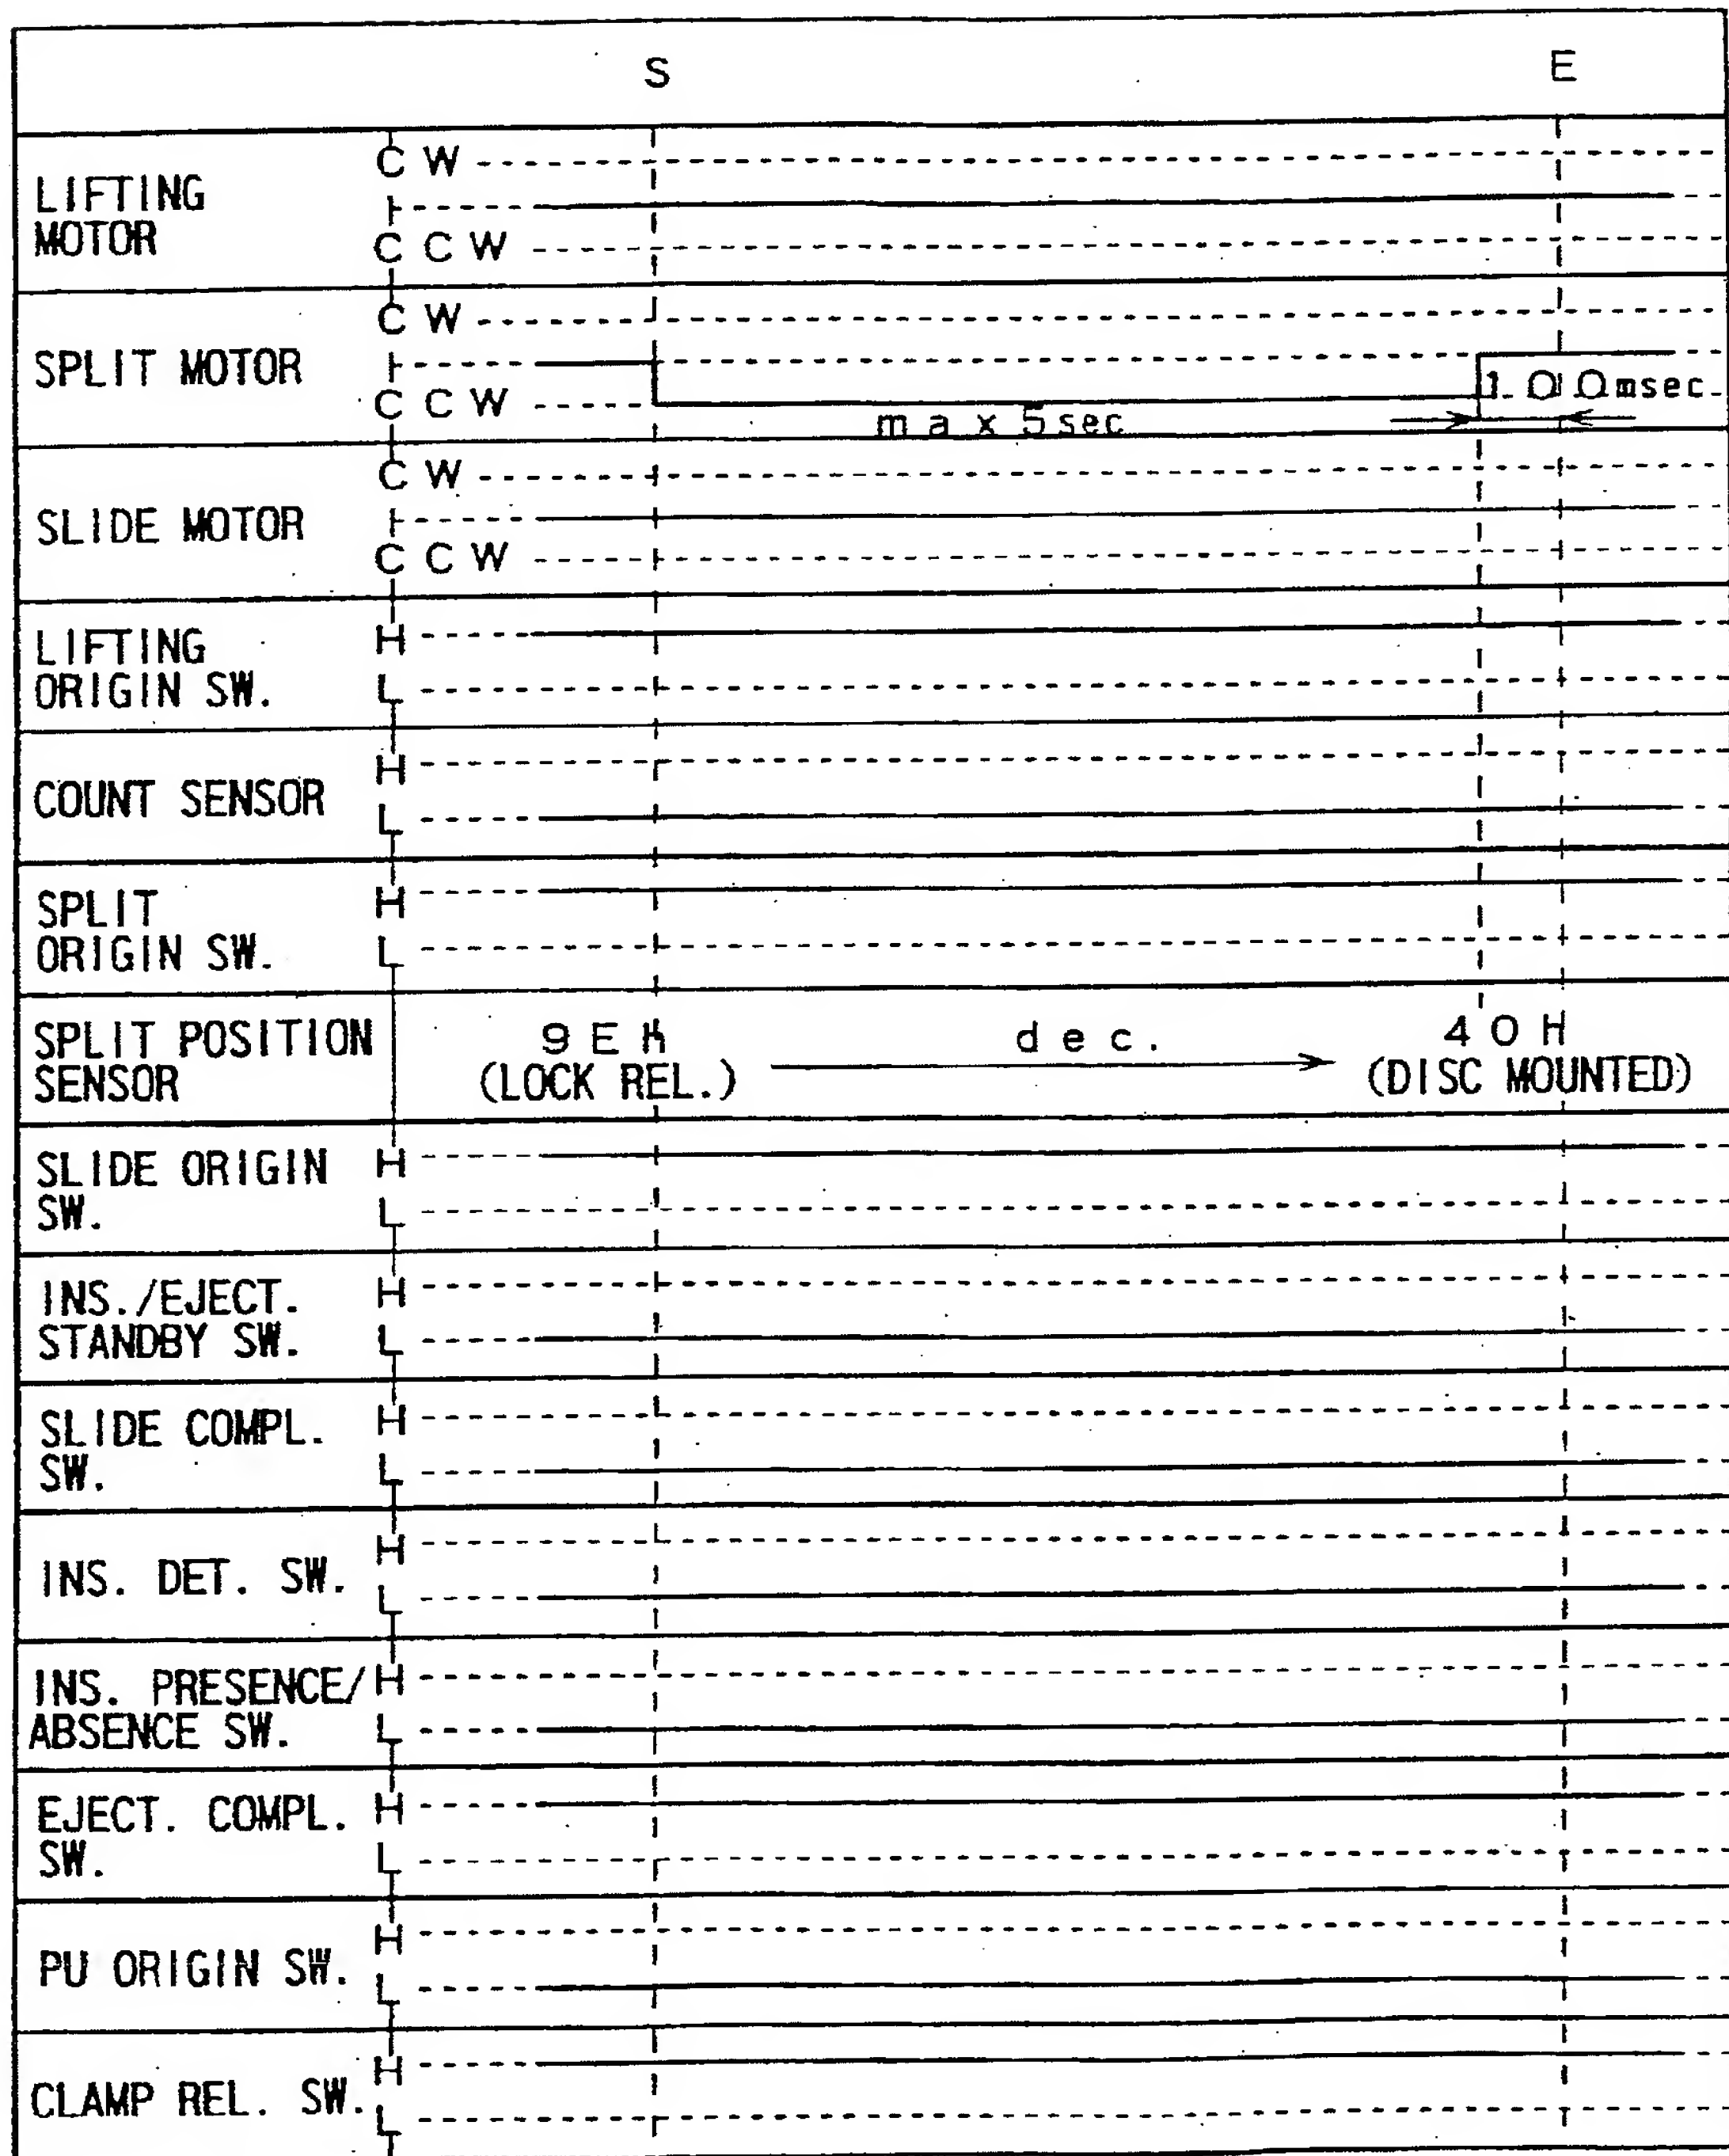 S E
LIFTING
MOTOR
CW
CCW
SPLIT MOTOR
CW
CCW
max 5sec
100msec
SLIDE MOTOR
CW
CCW
LIFTING
ORIGIN SW.
H
L
COUNT SENSOR
H
L
SPLIT
ORIGIN SW.
H
L
SPLIT POSITION
SENSOR
9EH
(LOCK REL.)
dec.
40H
(DISC MOUNTED)
SLIDE ORIGIN
SW.
H
L
INS./EJECT.
STANDBY SW.
H
L
SLIDE COMPL.
SW.
H
L
INS. DET. SW.
H
L
INS. PRESENCE/
ABSENCE SW.
H
L
EJECT. COMPL.
SW.
H
L
PU ORIGIN SW.
H
L
CLAMP REL. SW.
H
L